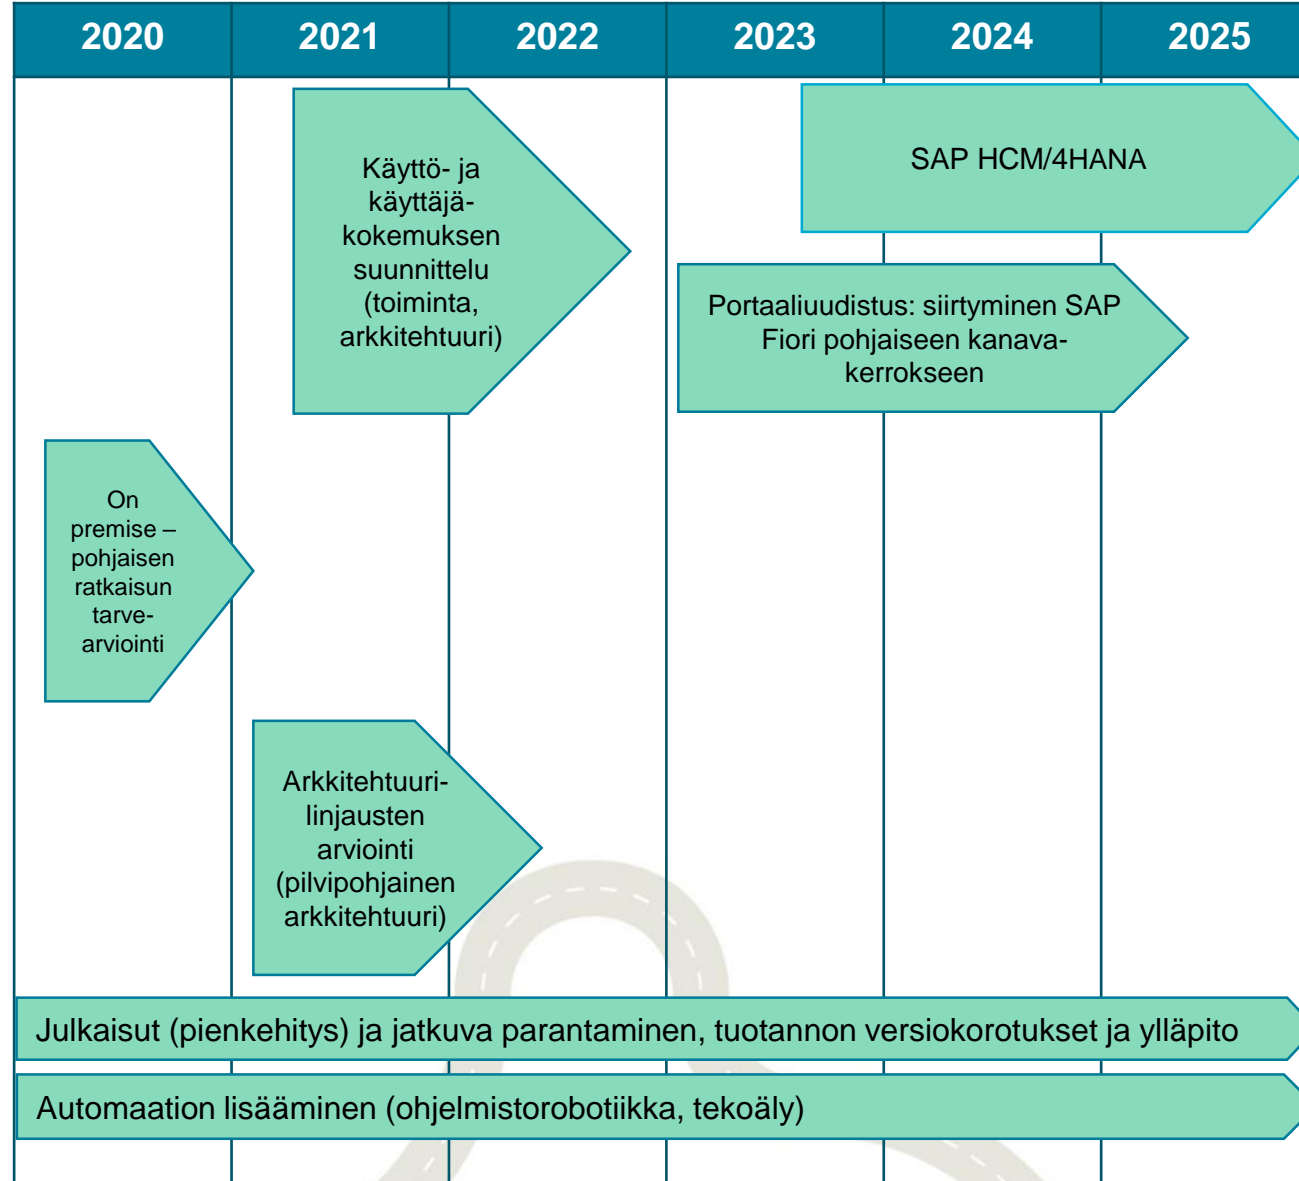 2020 2021 2022 2023 2024 2025
Käyttö- ja
käyttäjä-
kokemuksen
suunnittelu
(toiminta,
arkkitehtuuri)
SAP HCM/4HANA
Portaaliuudistus: siirtyminen SAP
Fiori pohjaiseen kanava-
kerrokseen
On
premise –
pohjaisen
ratkaisun
tarve-
arviointi
Arkkitehtuuri-
linjausten
arviointi
(pilvipohjainen
arkkitehtuuri)
Julkaisut (pienkehitys) ja jatkuva parantaminen, tuotannon versiokorotukset ja ylläpito
Automaation lisääminen (ohjelmistorobotiikka, tekoäly)